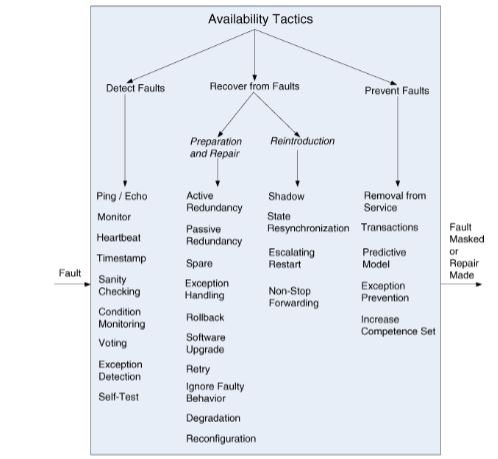 Availability Tactics
Detect Faults
Recover from Faults
Prevent Faults
Preparation
and Repair
Reintroduction
Ping / Echo
Monitor
Heartbeat
Timestamp
Sanity
Checking
Condition
Monitoring
Voting
Exception
Detection
Self-Test
Active
Redundancy
Passive
Redundancy
Spare
Exception
Handling
Rollback
Software
Upgrade
Retry
Ignore Faulty
Behavior
Degradation
Reconfiguration
Shadow
State
Resynchronization
Escalating
Restart
Non-Stop
Forwarding
Removal from
Service
Transactions
Predictive
Model
Exception
Prevention
Increase
Competence Set
Fault
Fault
Masked
or
Repair
Made